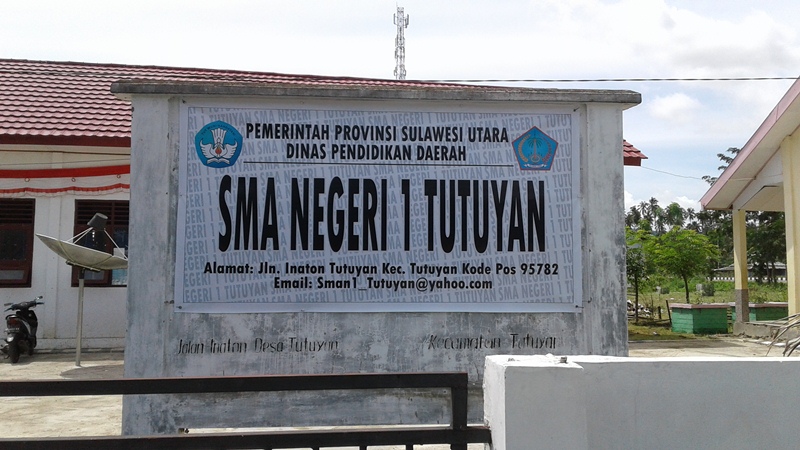 PEMERINTAH PROVINSI SULAWESI UTARA
DINAS PENDIDIKAN DAERAH
SMA NEGERI 1 TUTUYAN
Alamat: Jln. Inaton Tutuyan Kec. Tutuyan Kode Pos 95782
Email: Sman1_Tutuyan@yahoo.com
Jalan Inaton Desa Tutuyan Kecamatan Tutuyan